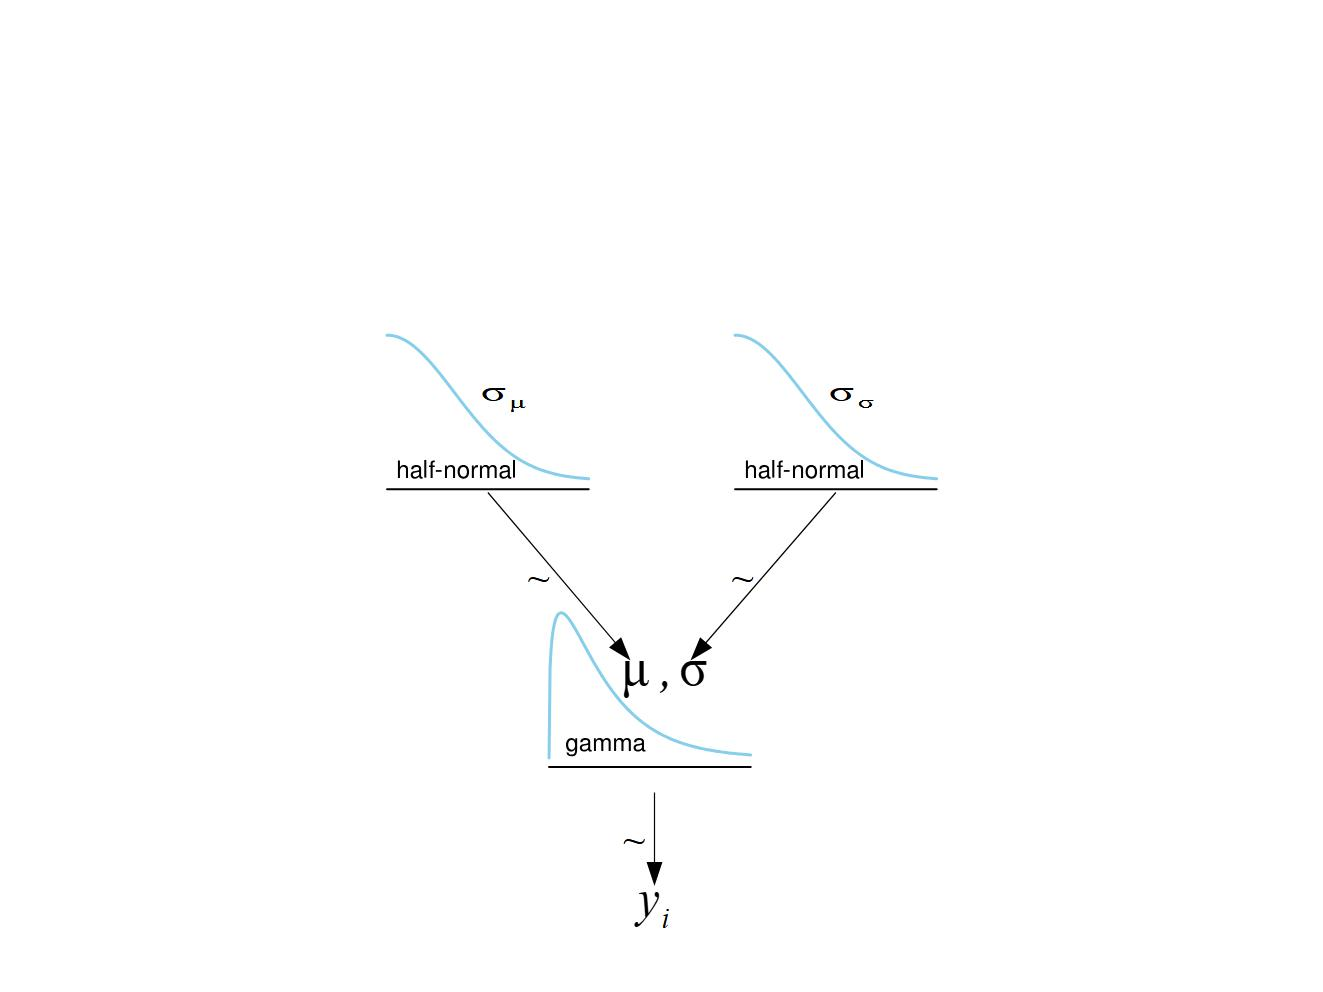 σμ σσ
half-normal half-normal
~ ~
μ , σ
gamma
~
yi